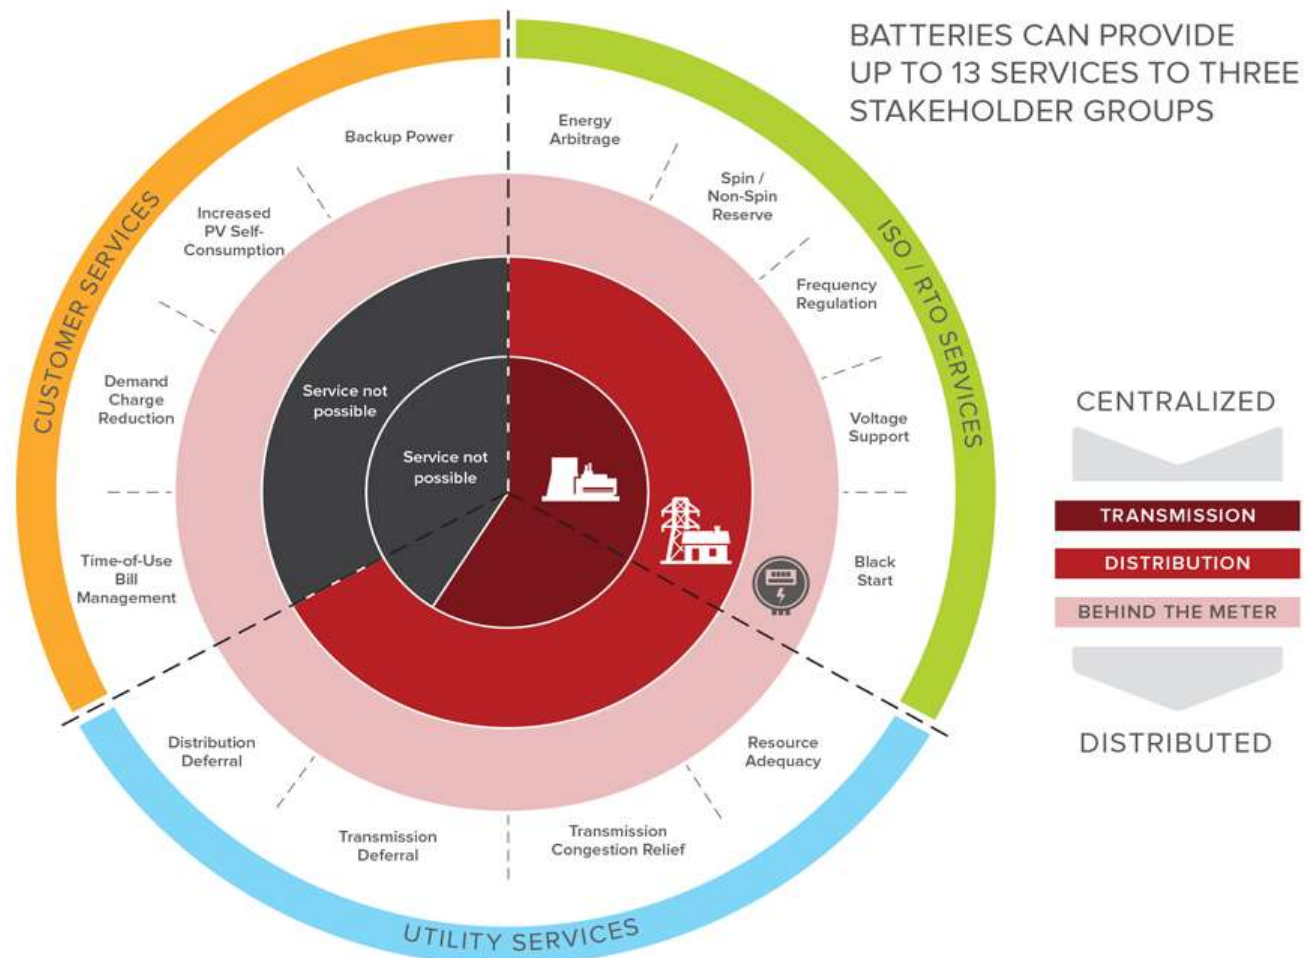 BATTERIES CAN PROVIDE
UP TO 13 SERVICES TO THREE
STAKEHOLDER GROUPS
CUSTOMER SERVICES
ISO / RTO SERVICES
UTILITY SERVICES
Backup Power
Energy
Arbitrage
Spin /
Non-Spin
Reserve
Increased
PV Self-
Consumption
Frequency
Regulation
Demand
Charge
Reduction
Voltage
Support
Service not
possible
Service not
possible
Time-of-Use
Bill
Management
Black
Start
Distribution
Deferral
Resource
Adequacy
Transmission
Deferral
Transmission
Congestion Relief
CENTRALIZED
TRANSMISSION
DISTRIBUTION
BEHIND THE METER
DISTRIBUTED